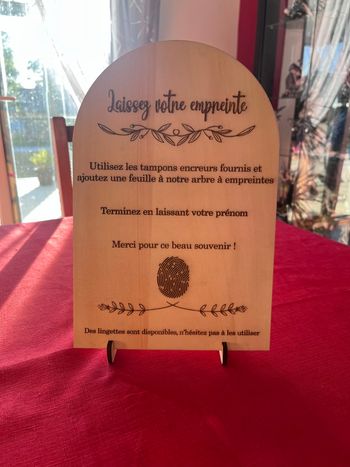 Laissez votre empreinte
Utilisez les tampons encreurs fournis et
ajoutez une feuille à notre arbre à empreintes
Terminez en laissant votre prénom
Merci pour ce beau souvenir !
Des lingettes sont disponibles, n'hésitez pas à les utiliser